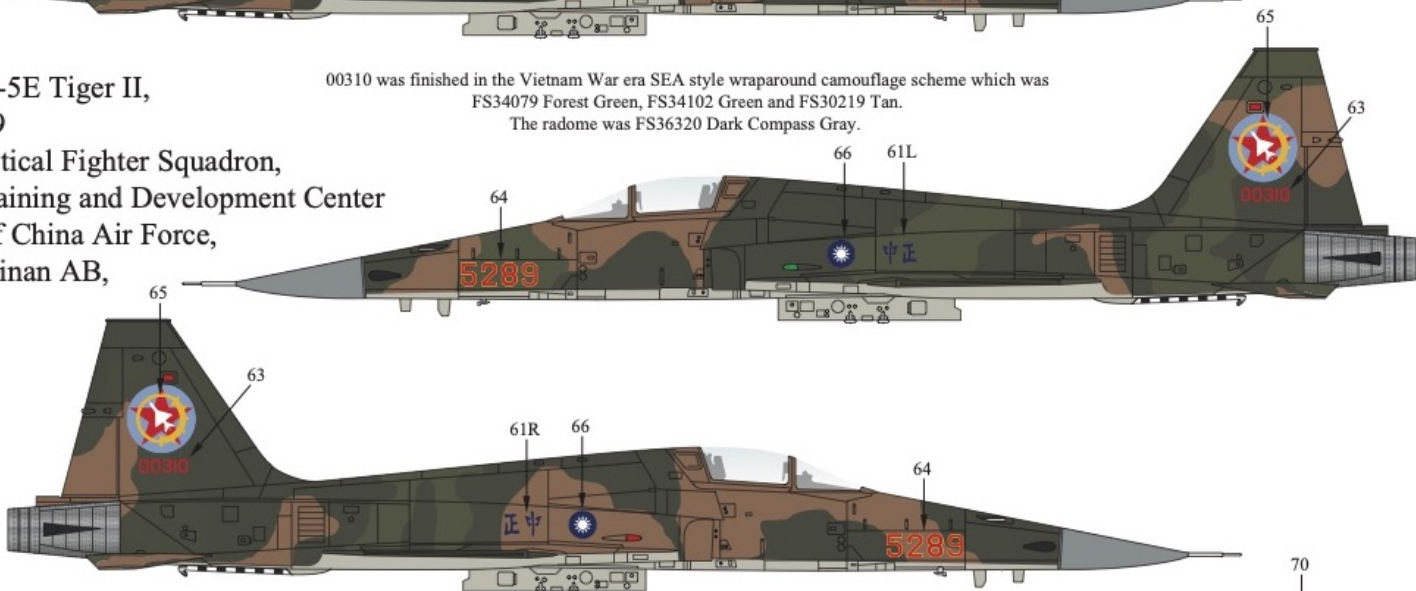 65
-5E Tiger II,
9
tical Fighter Squadron,
aining and Development Center
f China Air Force,
inan AB,
00310 was finished in the Vietnam War era SEA style wraparound camouflage scheme which was
FS34079 Forest Green, FS34102 Green and FS30219 Tan.
The radome was FS36320 Dark Compass Gray.
63
66
61L
64
00310
5289
中正
65
63
61R
66
64
00310
正中
5289
70